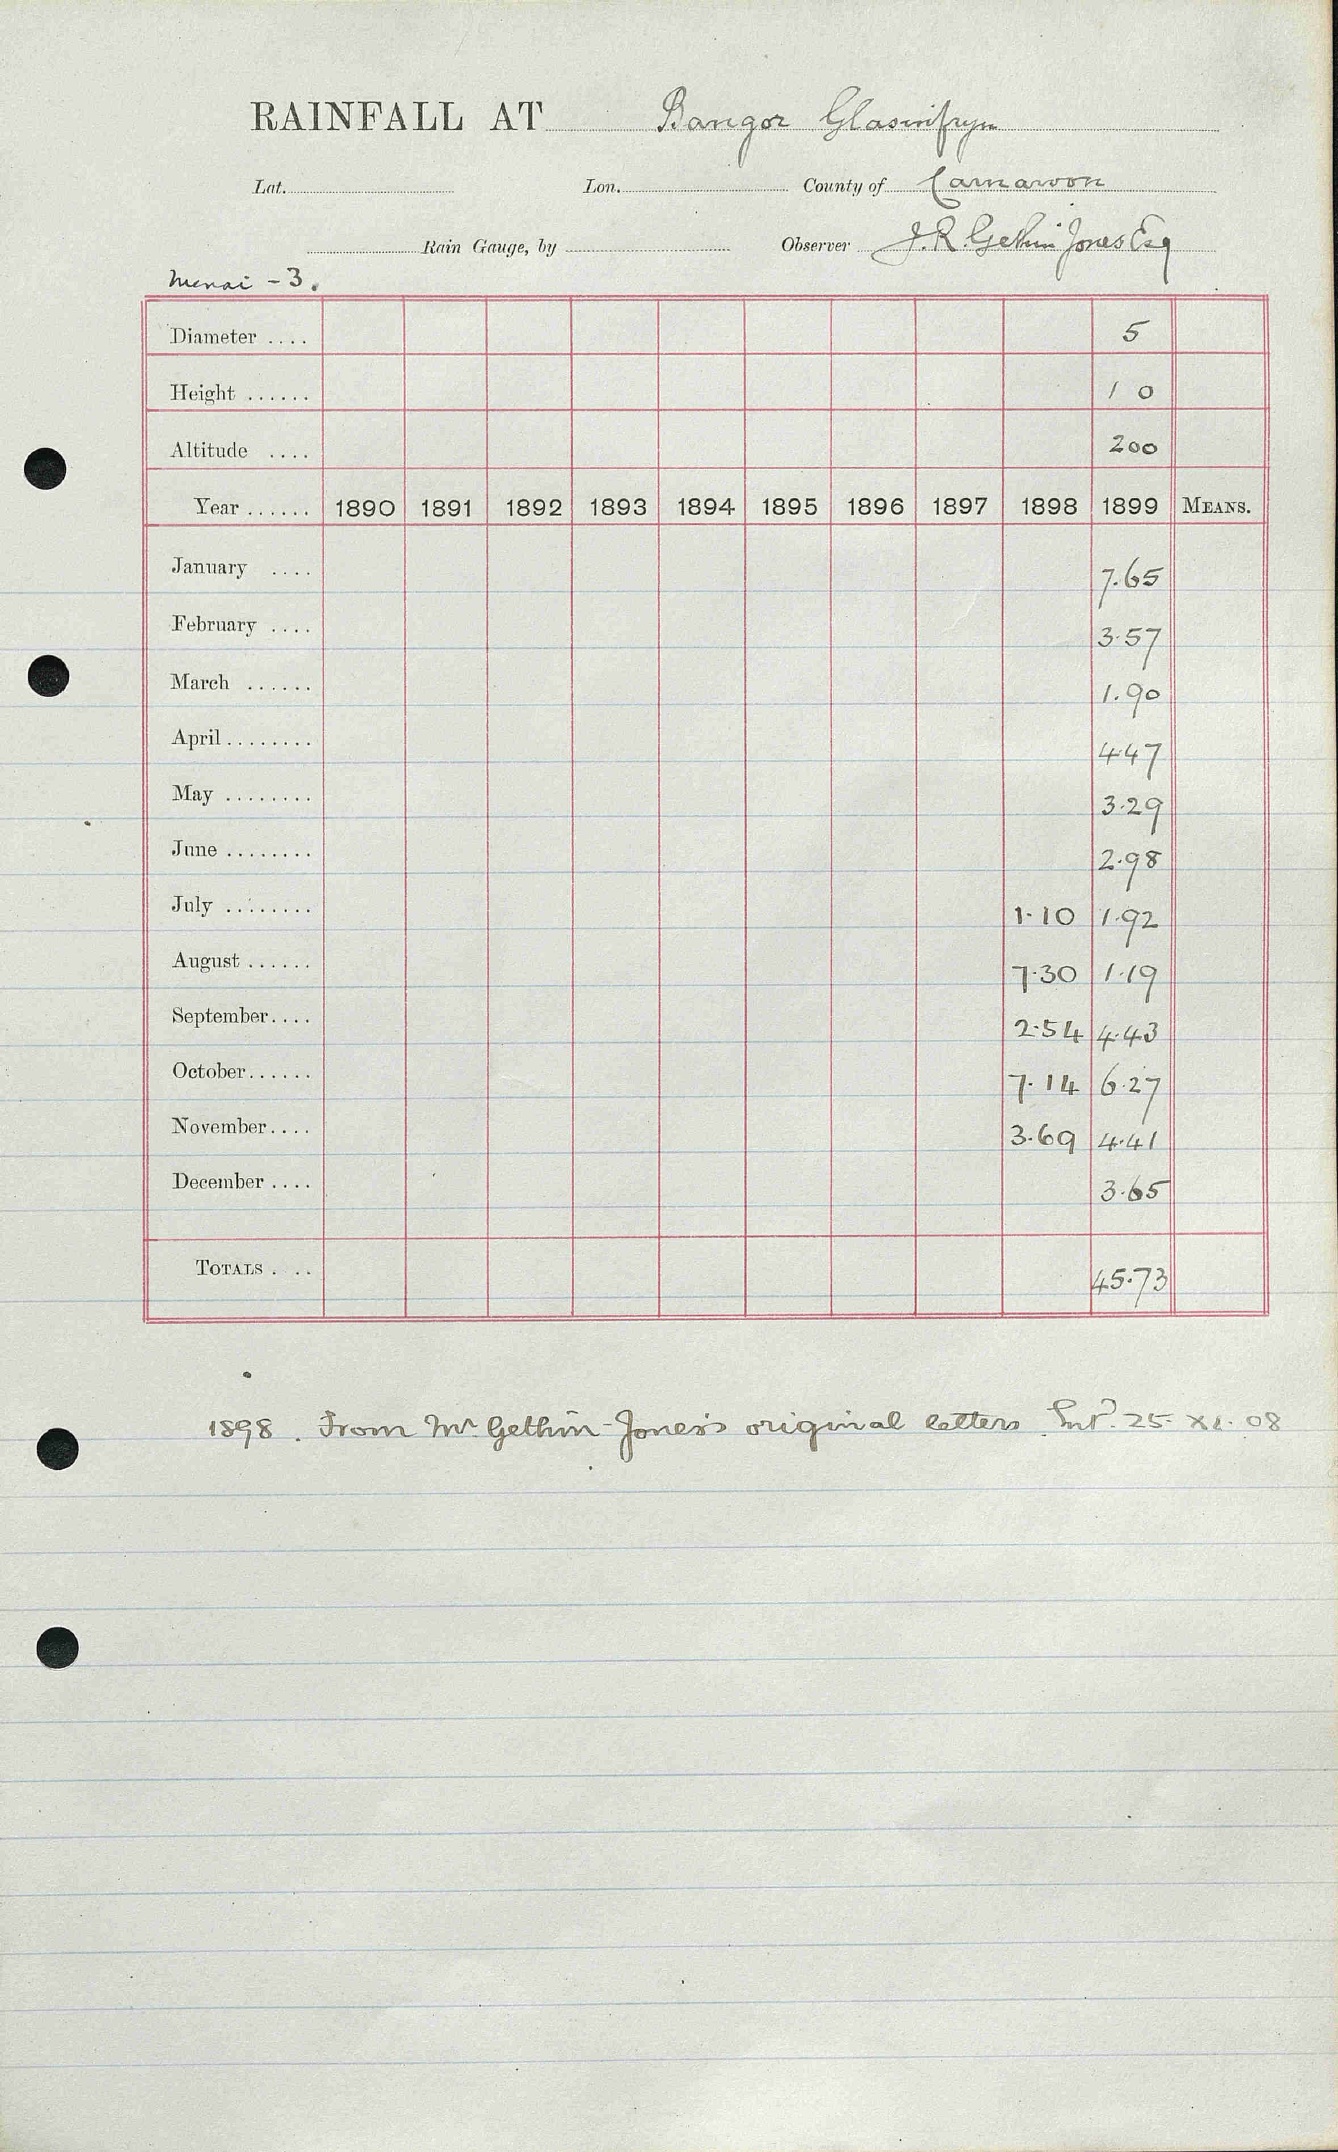 RAINFALL AT Bangor Glasinfryn
Lat. Lon. County of Carnarvon
Rain Gauge, by Observer J. R. Gethin Jones Esq
Menai - 3.
Diameter .... 5
Height ...... 1 0
Altitude .... 200
Year ...... 1890 1891 1892 1893 1894 1895 1896 1897 1898 1899 MEANS.
January .... 7.65
February .... 3.57
March ...... 1.90
April ........ 4.47
May ........ 3.29
June ........ 2.98
July ........ 1.10 1.92
August ...... 7.30 1.19
September .... 2.54 4.43
October ...... 7.14 6.27
November .... 3.69 4.41
December .... 3.65
TOTALS . .. 45.73
1898. From Mr Gethin-Jones's original letters 25.XI.08